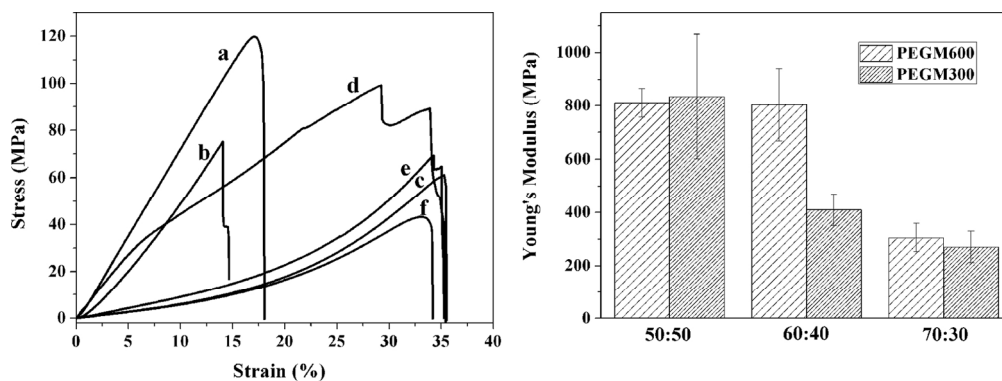 120
100
80
60
40
20
0
Stress (MPa)
a
b
d
e
c
f
0 5 10 15 20 25 30 35 40
Strain (%)
1000
800
600
400
200
0
Young's Modulus (MPa)
PEGM600
PEGM300
50:50 60:40 70:30